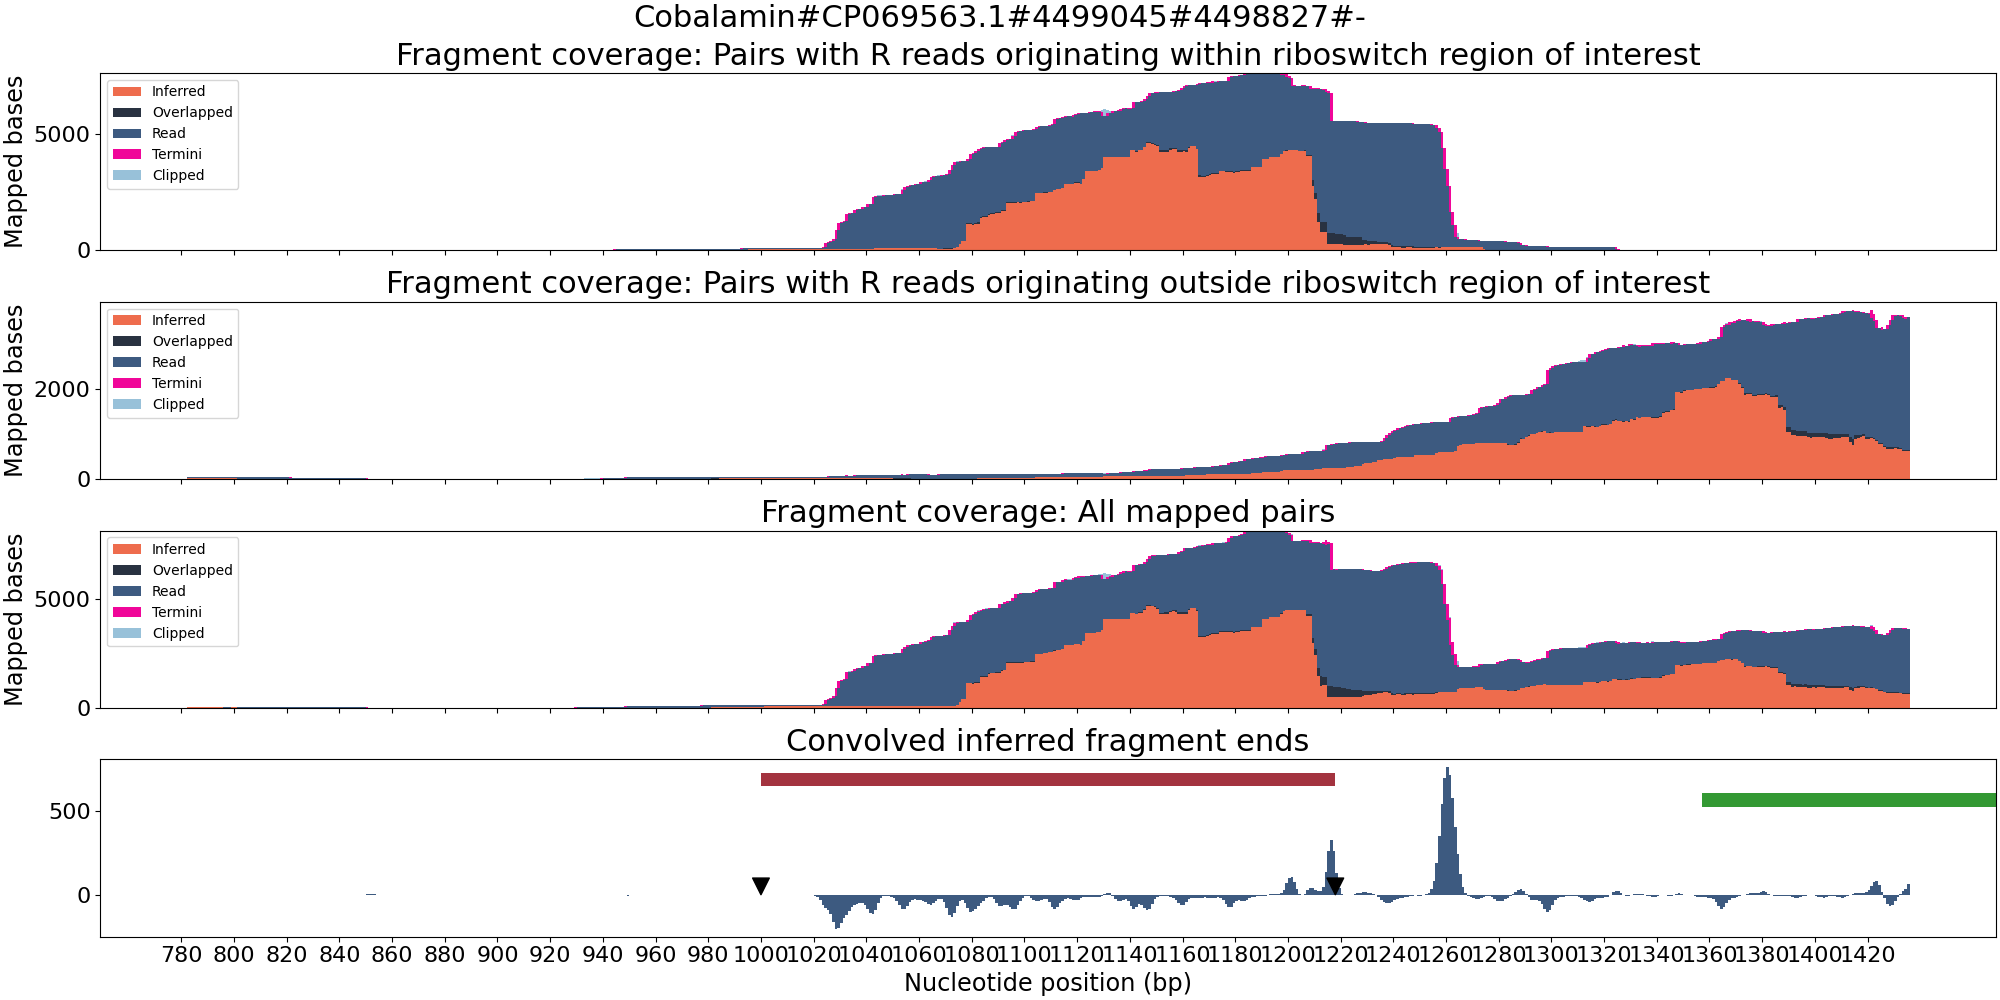 Cobalamin#CP069563.1#4499045#4498827#-
Fragment coverage: Pairs with R reads originating within riboswitch region of interest
Mapped bases
5000
0
Inferred
Overlapped
Read
Termini
Clipped
Fragment coverage: Pairs with R reads originating outside riboswitch region of interest
Mapped bases
2000
0
Inferred
Overlapped
Read
Termini
Clipped
Fragment coverage: All mapped pairs
Mapped bases
5000
0
Inferred
Overlapped
Read
Termini
Clipped
Convolved inferred fragment ends
500
0
780 800 820 840 860 880 900 920 940 960 980 1000 1020 1040 1060 1080 1100 1120 1140 1160 1180 1200 1220 1240 1260 1280 1300 1320 1340 1360 1380 1400 1420
Nucleotide position (bp)